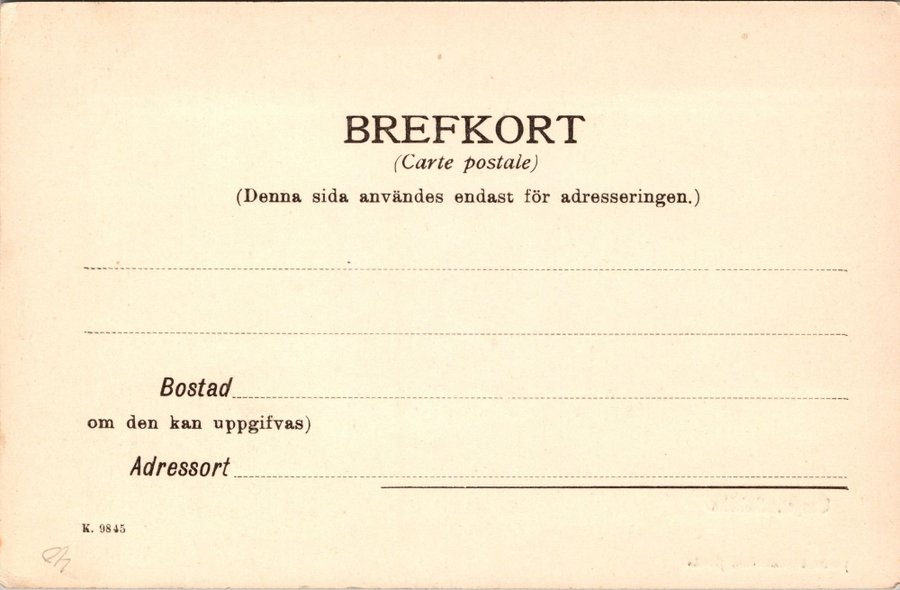 BREFKORT
(Carte postale)
(Denna sida användes endast för adresseringen.)
Bostad
om den kan uppgifvas)
Adressort
K. 9845